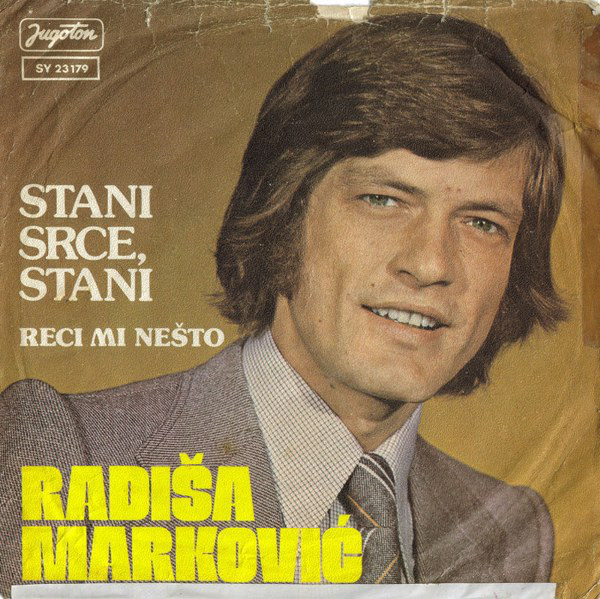 Jugoton
SY 23179
STANI
SRCE,
STANI
RECI MI NEŠTO
RADIŠA
MARKOVIĆ